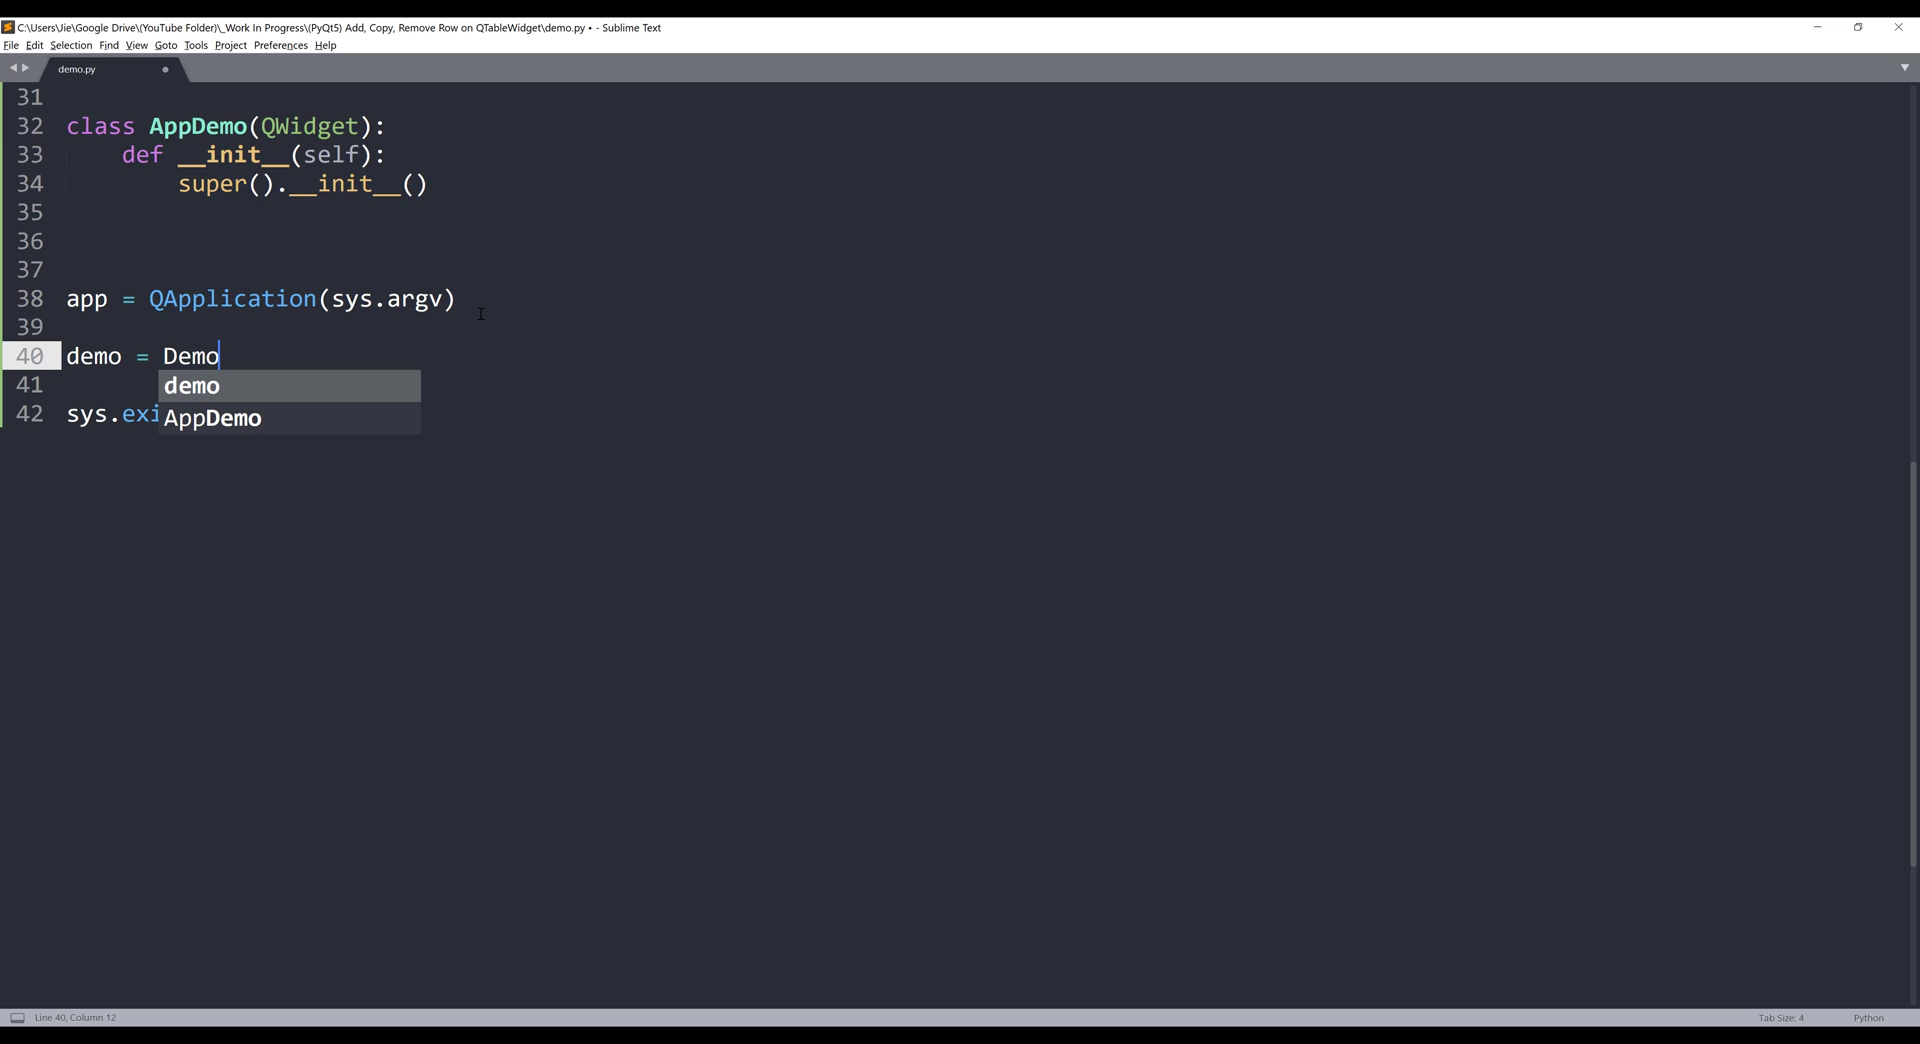 C:\Users\Jie\Google Drive\(YouTube Folder)\_Work In Progress\(PyQt5) Add, Copy, Remove Row on QTableWidget\demo.py • - Sublime Text
File Edit Selection Find View Goto Tools Project Preferences Help
demo.py
31
32 class AppDemo(QWidget):
33 def __init__(self):
34 super().__init__()
35
36
37
38 app = QApplication(sys.argv)
39
40 demo = Demo
41 demo
42 sys.exi AppDemo
Line 40, Column 12 Tab Size: 4 Python